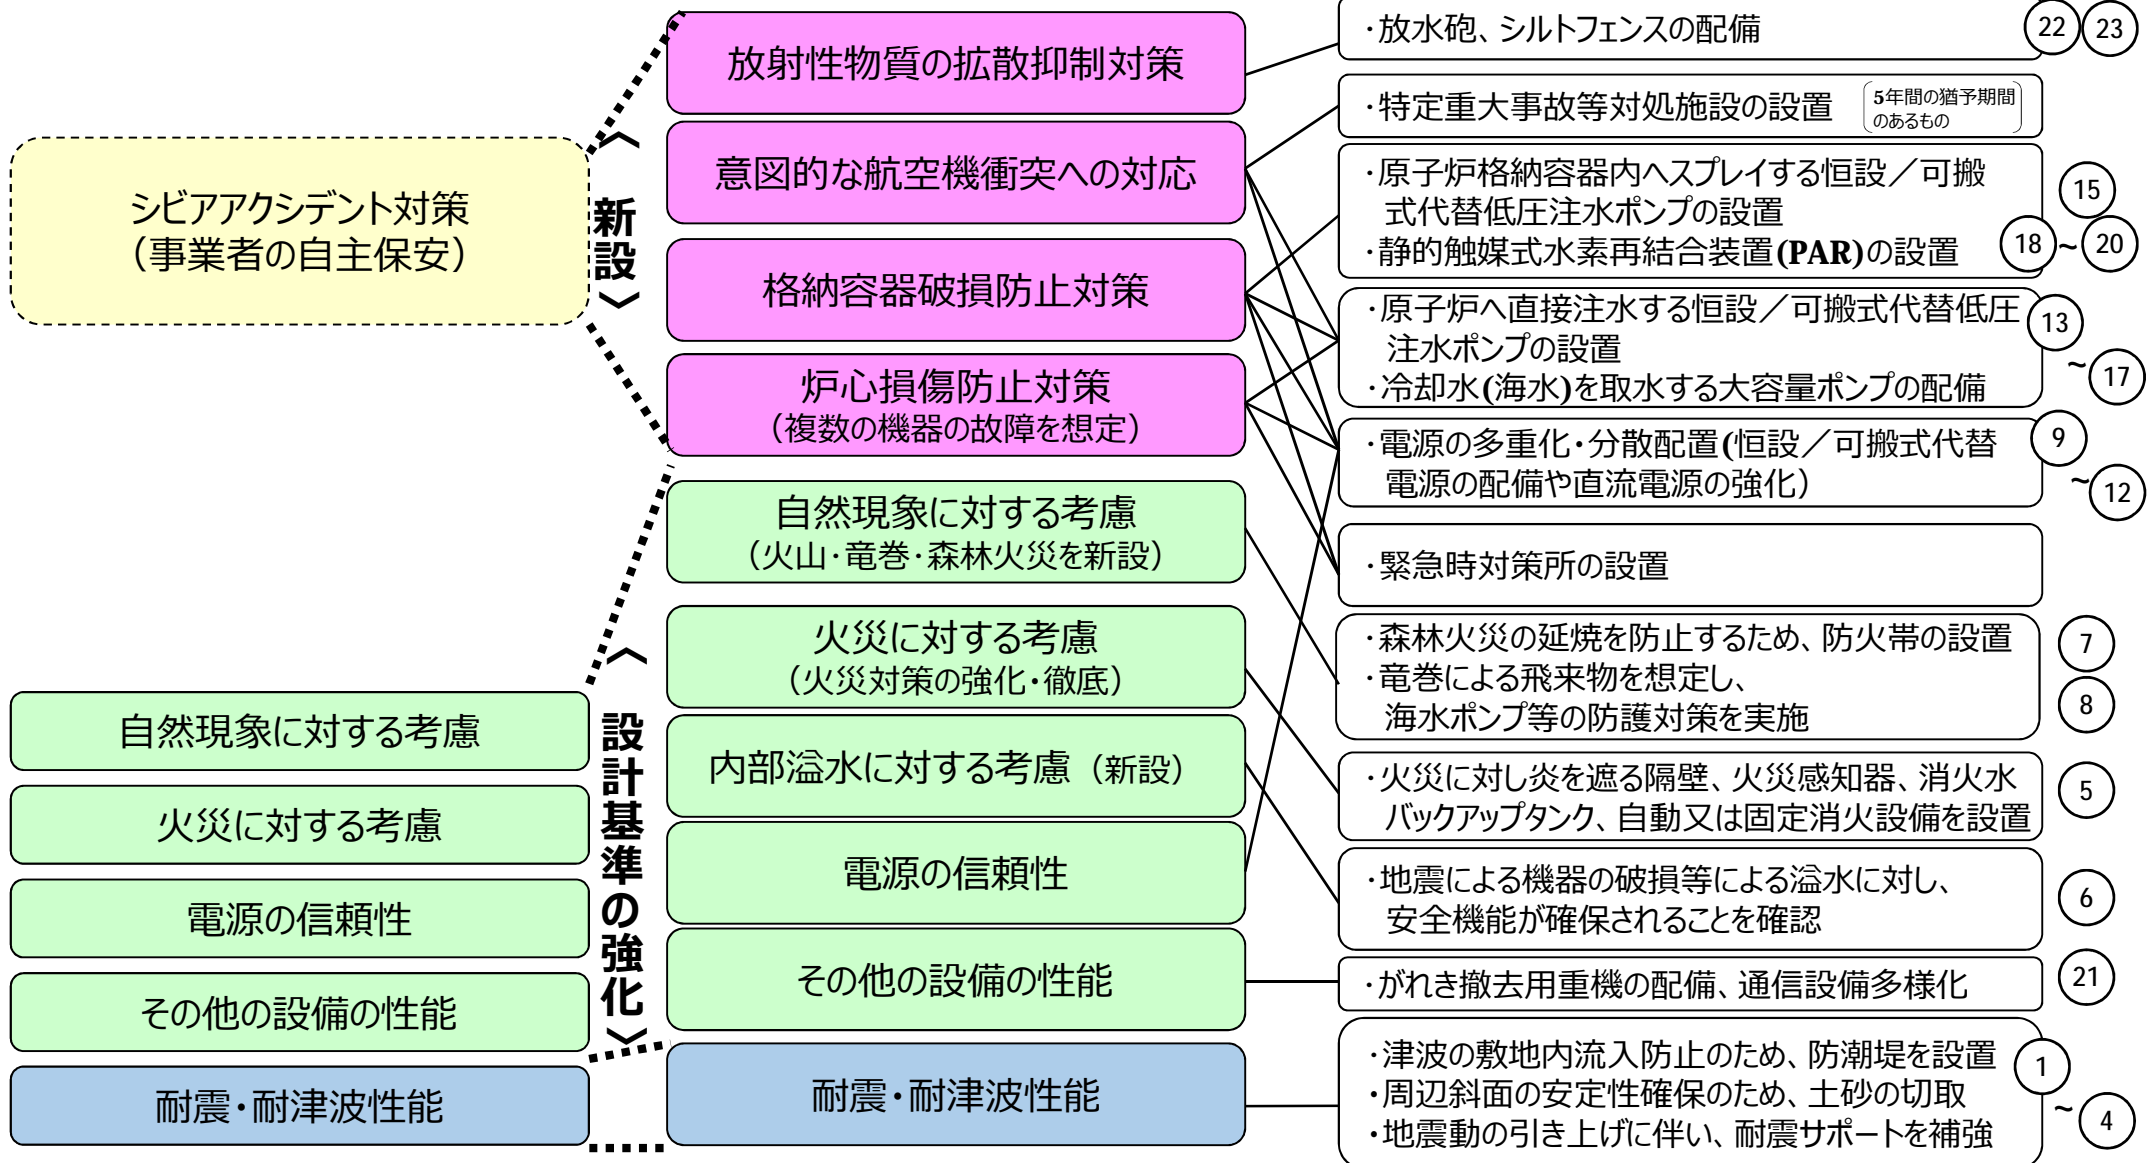 シビアアクシデント対策
（事業者の自主保安）
自然現象に対する考慮
火災に対する考慮
電源の信頼性
その他の設備の性能
耐震・耐津波性能
〈新設〉
〈設計基準の強化〉
放射性物質の拡散抑制対策
意図的な航空機衝突への対応
格納容器破損防止対策
炉心損傷防止対策
（複数の機器の故障を想定）
自然現象に対する考慮
（火山・竜巻・森林火災を新設）
火災に対する考慮
（火災対策の強化・徹底）
内部溢水に対する考慮（新設）
電源の信頼性
その他の設備の性能
耐震・耐津波性能
・放水砲、シルトフェンスの配備
22 23
・特定重大事故等対処施設の設置
5年間の猶予期間
のあるもの
・原子炉格納容器内へスプレイする恒設／可搬
式代替低圧注水ポンプの設置
・静的触媒式水素再結合装置(PAR)の設置
15
18～20
・原子炉へ直接注水する恒設／可搬式代替低圧
注水ポンプの設置
・冷却水(海水)を取水する大容量ポンプの配備
13
～17
・電源の多重化・分散配置(恒設／可搬式代替
電源の配備や直流電源の強化）
9
～12
・緊急時対策所の設置
・森林火災の延焼を防止するため、防火帯の設置
・竜巻による飛来物を想定し、
海水ポンプ等の防護対策を実施
7
8
・火災に対し炎を遮る隔壁、火災感知器、消火水
バックアップタンク、自動又は固定消火設備を設置
5
・地震による機器の破損等による溢水に対し、
安全機能が確保されることを確認
6
・がれき撤去用重機の配備、通信設備多様化
21
・津波の敷地内流入防止のため、防潮堤を設置
・周辺斜面の安定性確保のため、土砂の切取
・地震動の引き上げに伴い、耐震サポートを補強
1
～4